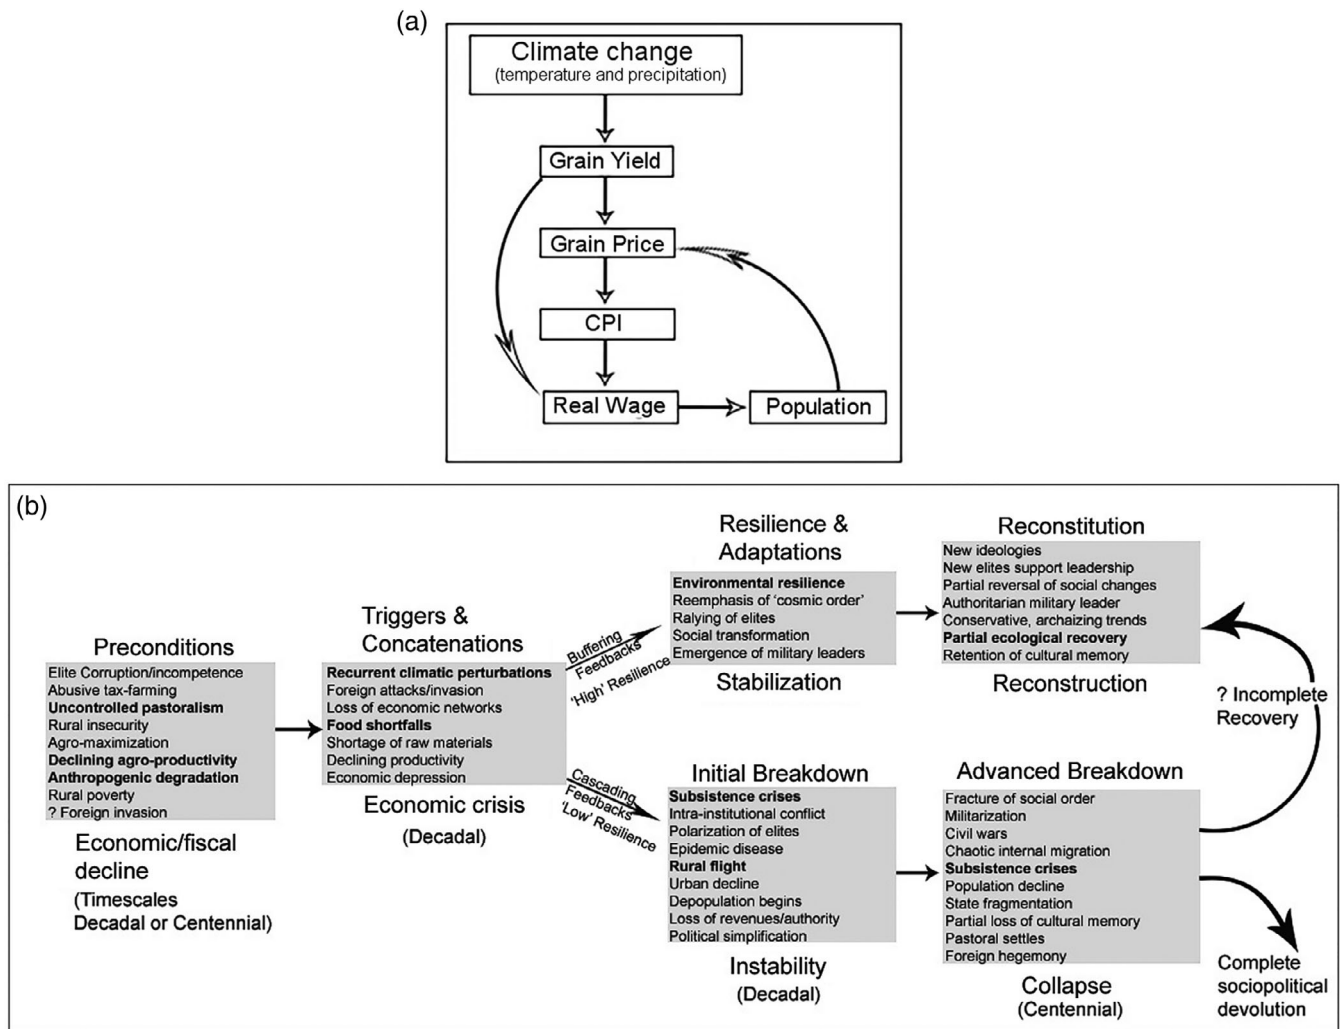 (a)
Climate change
(temperature and precipitation)
Grain Yield
Grain Price
CPI
Real Wage
Population
(b)
Preconditions
Elite Corruption/incompetence
Abusive tax-farming
Uncontrolled pastoralism
Rural insecurity
Agro-maximization
Declining agro-productivity
Anthropogenic degradation
Rural poverty
? Foreign invasion
Economic/fiscal
decline
(Timescales
Decadal or Centennial)
Triggers &
Concatenations
Recurrent climatic perturbations
Foreign attacks/invasion
Loss of economic networks
Food shortfalls
Shortage of raw materials
Declining productivity
Economic depression
Economic crisis
(Decadal)
Buffering
Feedbacks
'High' Resilience
Cascading
Feedbacks
'Low' Resilience
Resilience &
Adaptations
Environmental resilience
Reemphasis of 'cosmic order'
Ralying of elites
Social transformation
Emergence of military leaders
Stabilization
Reconstitution
New ideologies
New elites support leadership
Partial reversal of social changes
Authoritarian military leader
Conservative, archaizing trends
Partial ecological recovery
Retention of cultural memory
Reconstruction
Initial Breakdown
Subsistence crises
Intra-institutional conflict
Polarization of elites
Epidemic disease
Rural flight
Urban decline
Depopulation begins
Loss of revenues/authority
Political simplification
Instability
(Decadal)
Advanced Breakdown
Fracture of social order
Militarization
Civil wars
Chaotic internal migration
Subsistence crises
Population decline
State fragmentation
Partial loss of cultural memory
Pastoral settles
Foreign hegemony
Collapse
(Centennial)
? Incomplete
Recovery
Complete
sociopolitical
devolution